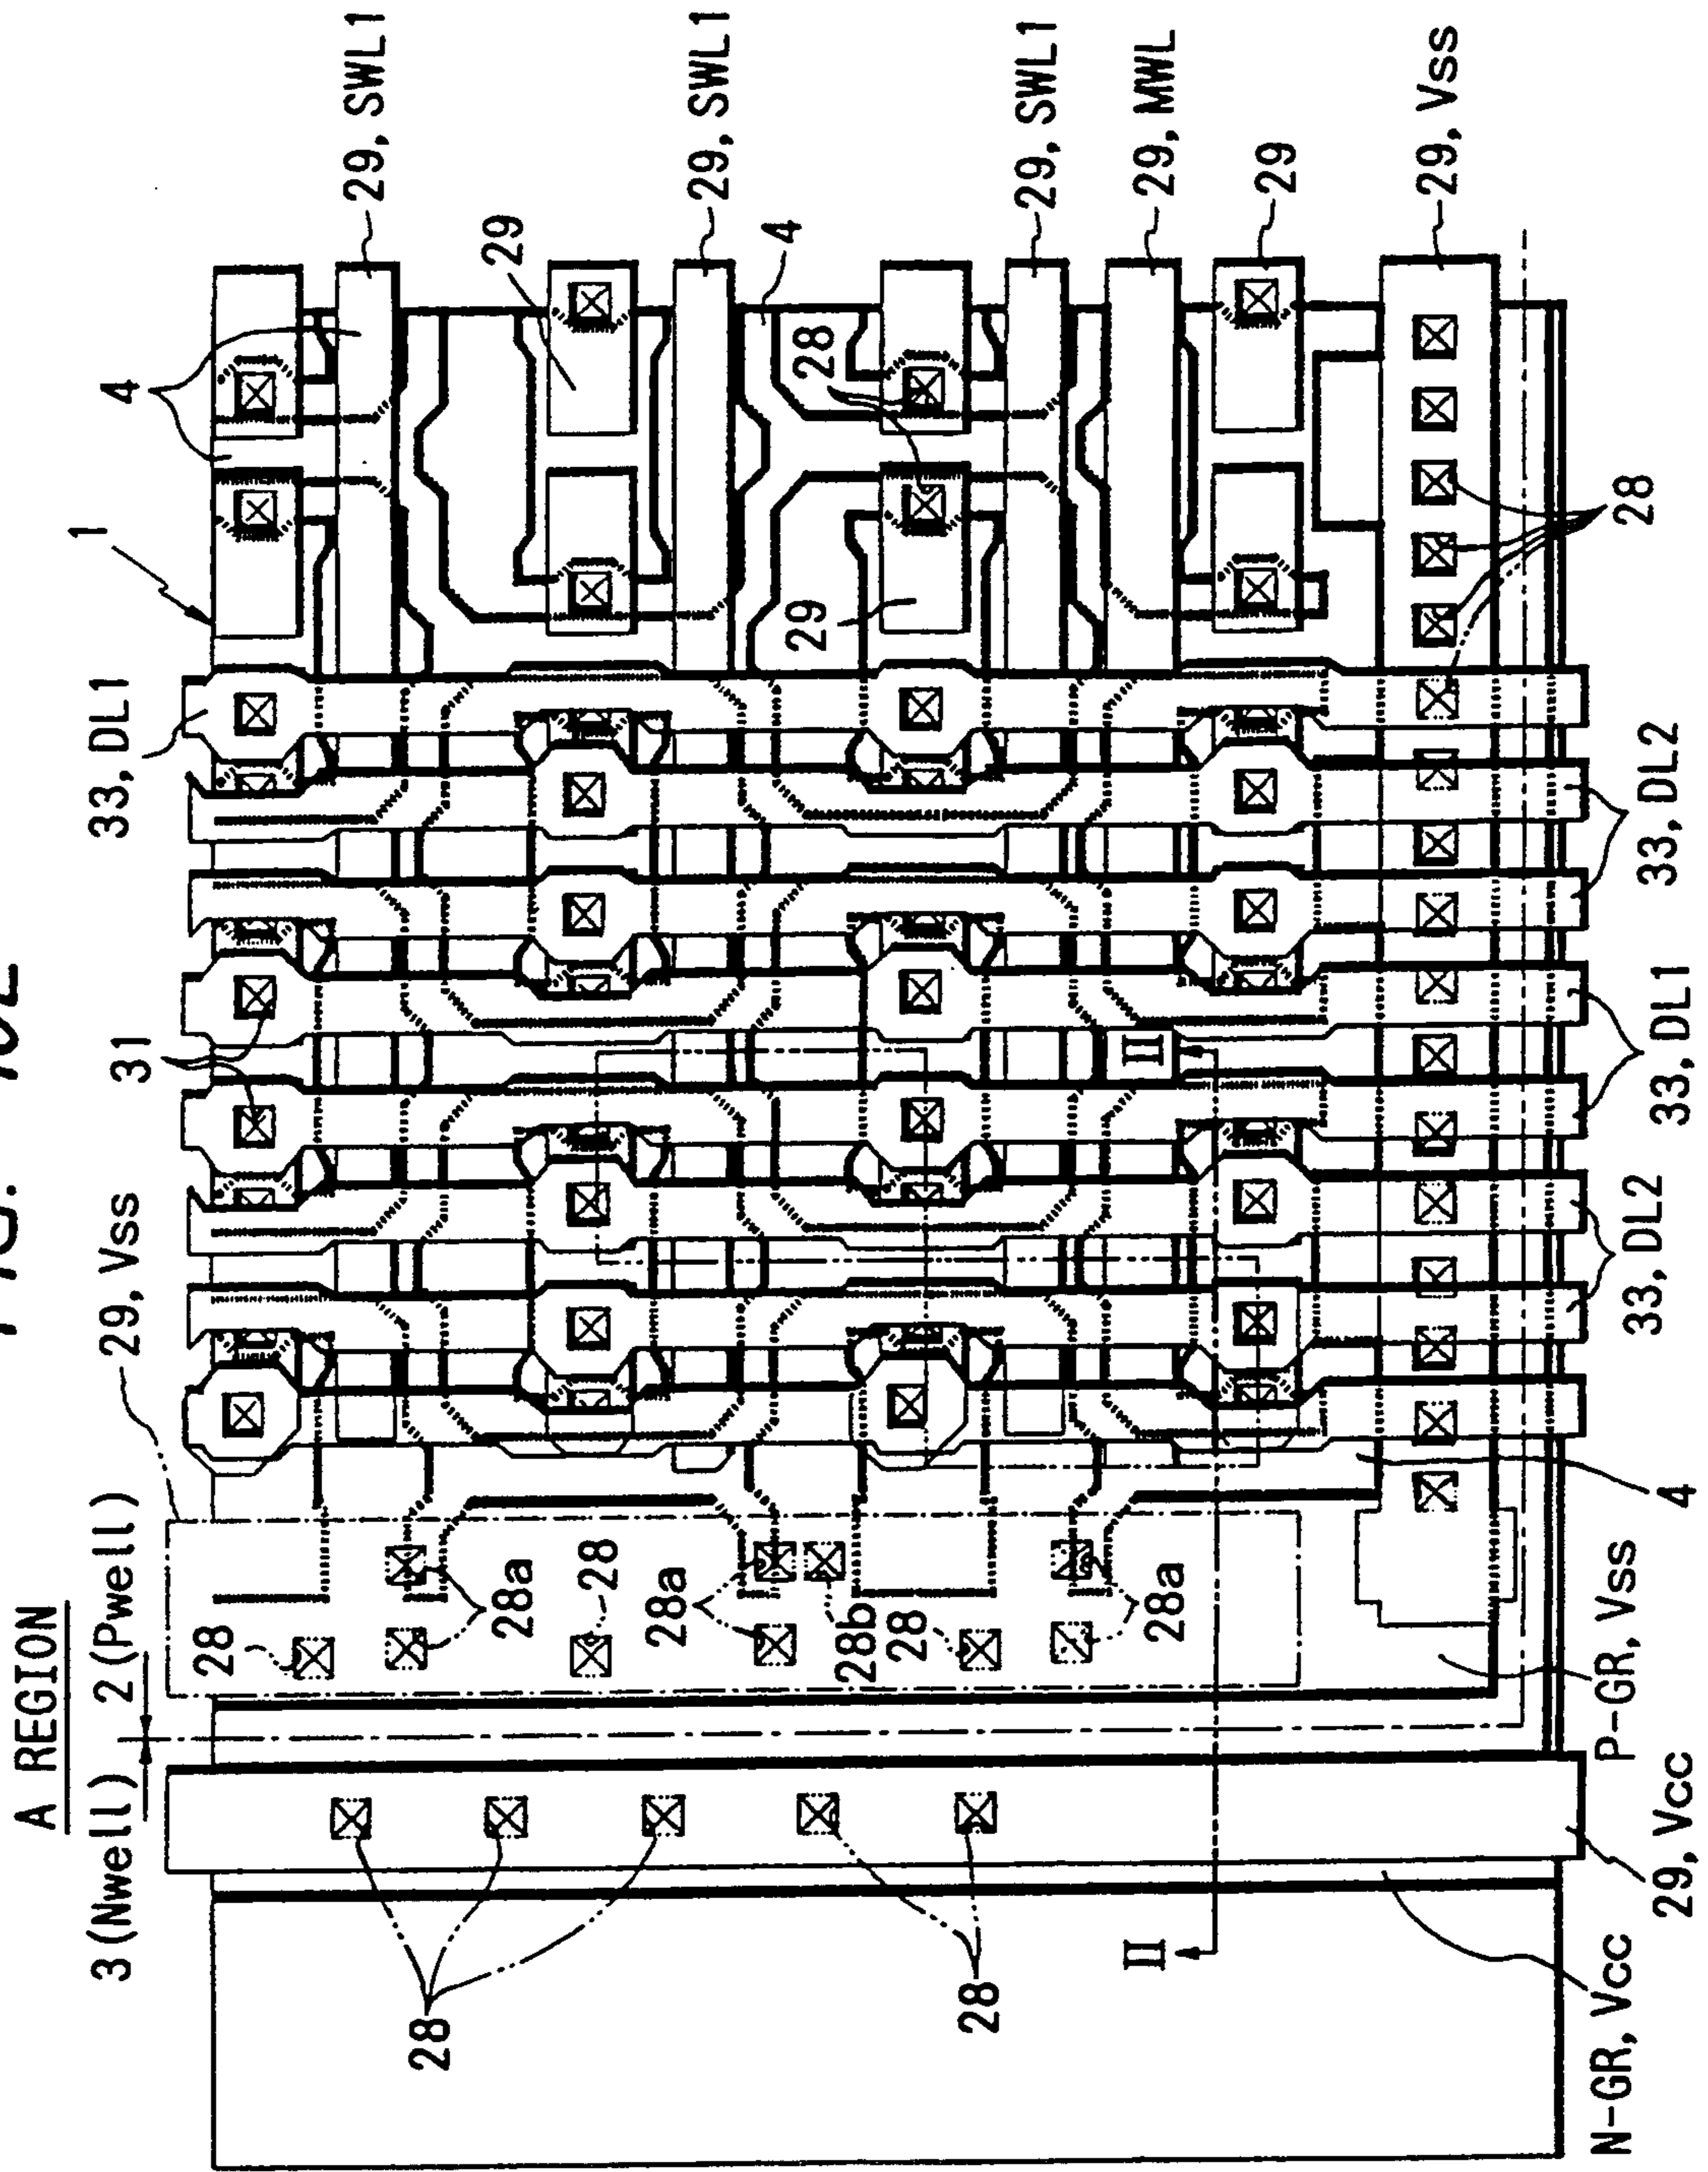 A REGION
3(Nwell) 2(Pwell)
29, Vss
31
33, DL1
1
4
28
28
28a
28
28a
28b
28
28a
28
29, SWL1
29
29, SWL1
4
28
29
29, SWL1
29, MWL
29
29, Vss
28
N-GR, Vcc
29, Vcc
P-GR, Vss
4
33, DL2
33, DL1
33, DL2
28
II
II